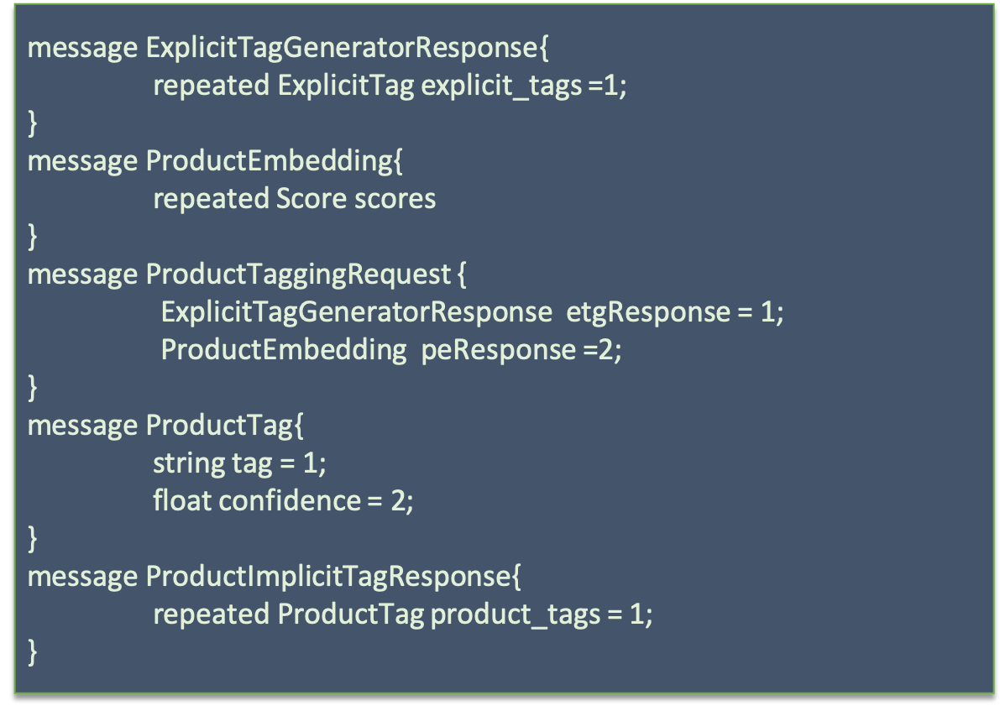 message ExplicitTagGeneratorResponse{
repeated ExplicitTag explicit_tags =1;
}
message ProductEmbedding{
repeated Score scores
}
message ProductTaggingRequest {
ExplicitTagGeneratorResponse  etgResponse = 1;
ProductEmbedding  peResponse =2;
}
message ProductTag{
string tag = 1;
float confidence = 2;
}
message ProductImplicitTagResponse{
repeated ProductTag product_tags = 1;
}